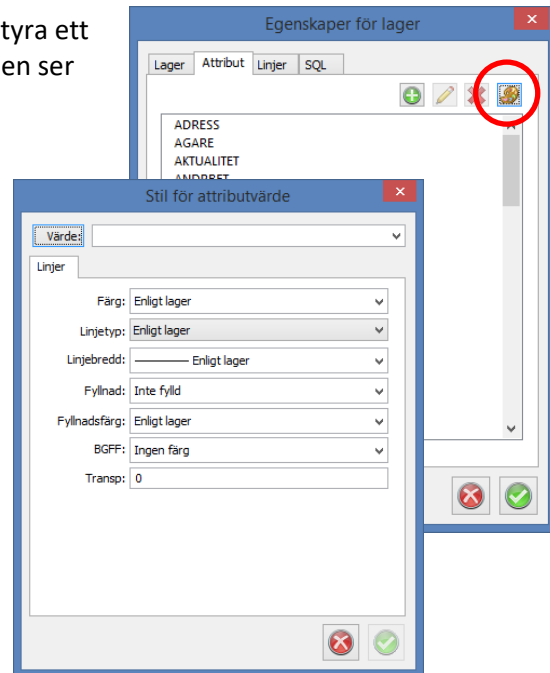 tyra ett
en ser
Egenskaper för lager
Lager Attribut Linjer SQL
ADRESS
AGARE
AKTUALITET
Stil för attributvärde
Värde:
Linjer
Färg: Enligt lager
Linjetyp: Enligt lager
Linjebredd: Enligt lager
Fyllnad: Inte fylld
Fyllnadsfärg: Enligt lager
BGFF: Ingen färg
Transp: 0